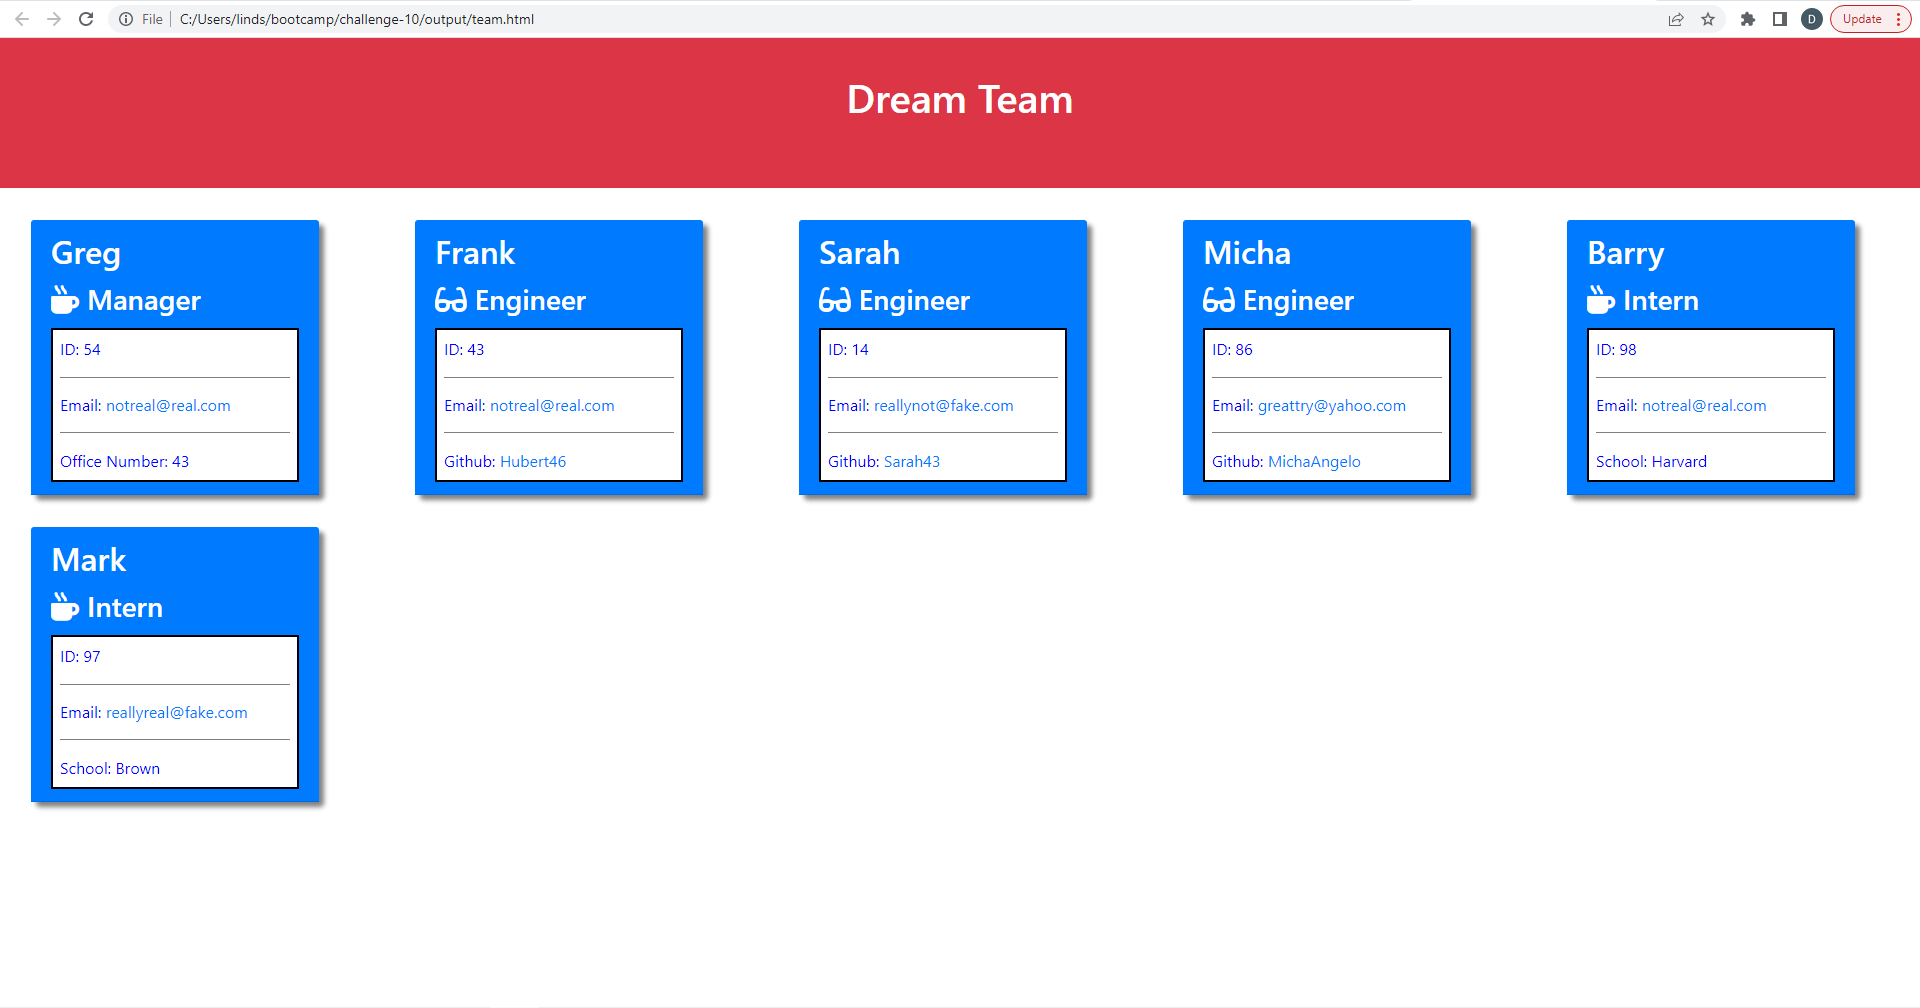 File C:/Users/linds/bootcamp/challenge-10/output/team.html D Update
Dream Team
Greg
Manager
ID: 54
Email: notreal@real.com
Office Number: 43
Frank
Engineer
ID: 43
Email: notreal@real.com
Github: Hubert46
Sarah
Engineer
ID: 14
Email: reallynot@fake.com
Github: Sarah43
Micha
Engineer
ID: 86
Email: greattry@yahoo.com
Github: MichaAngelo
Barry
Intern
ID: 98
Email: notreal@real.com
School: Harvard
Mark
Intern
ID: 97
Email: reallyreal@fake.com
School: Brown